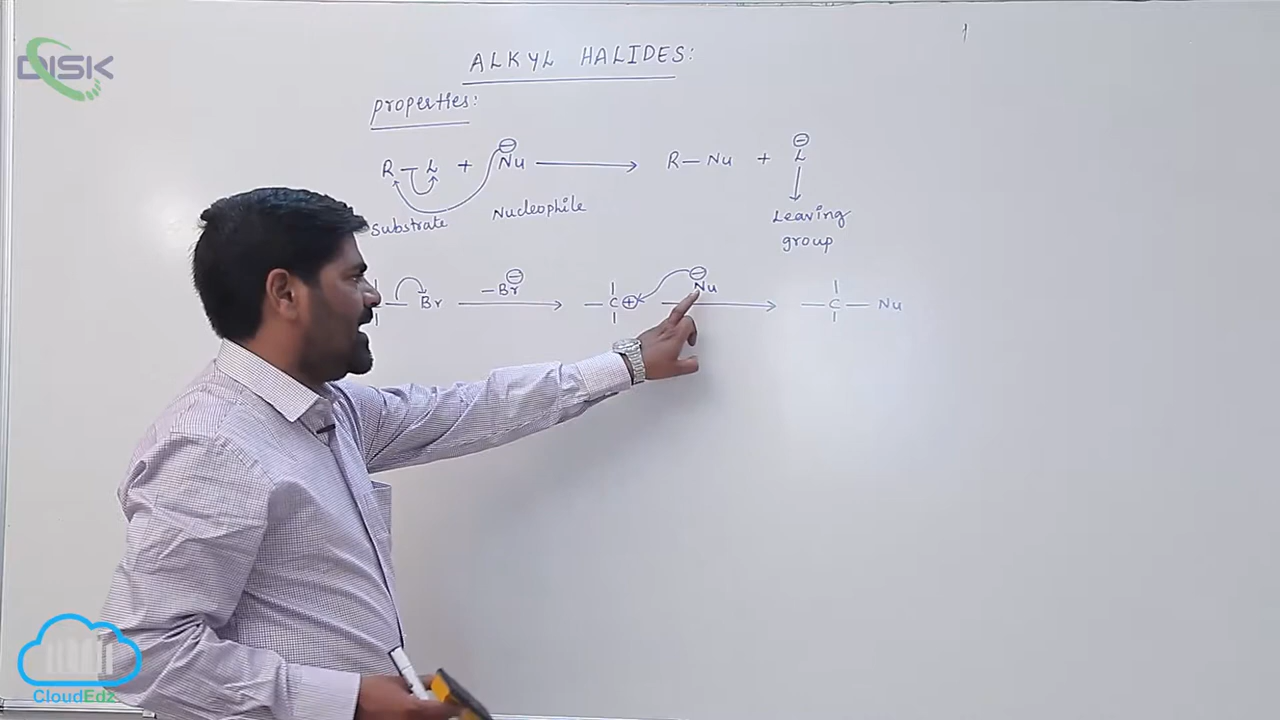 DISK
ALKYL HALIDES:
properties:
R—L + Nu⊖ ⟶ R—Nu + L⊖
Substrate Nucleophile Leaving
group
Br —Br⊖ —C⊕ Nu⊖ —C—Nu
CloudEdz